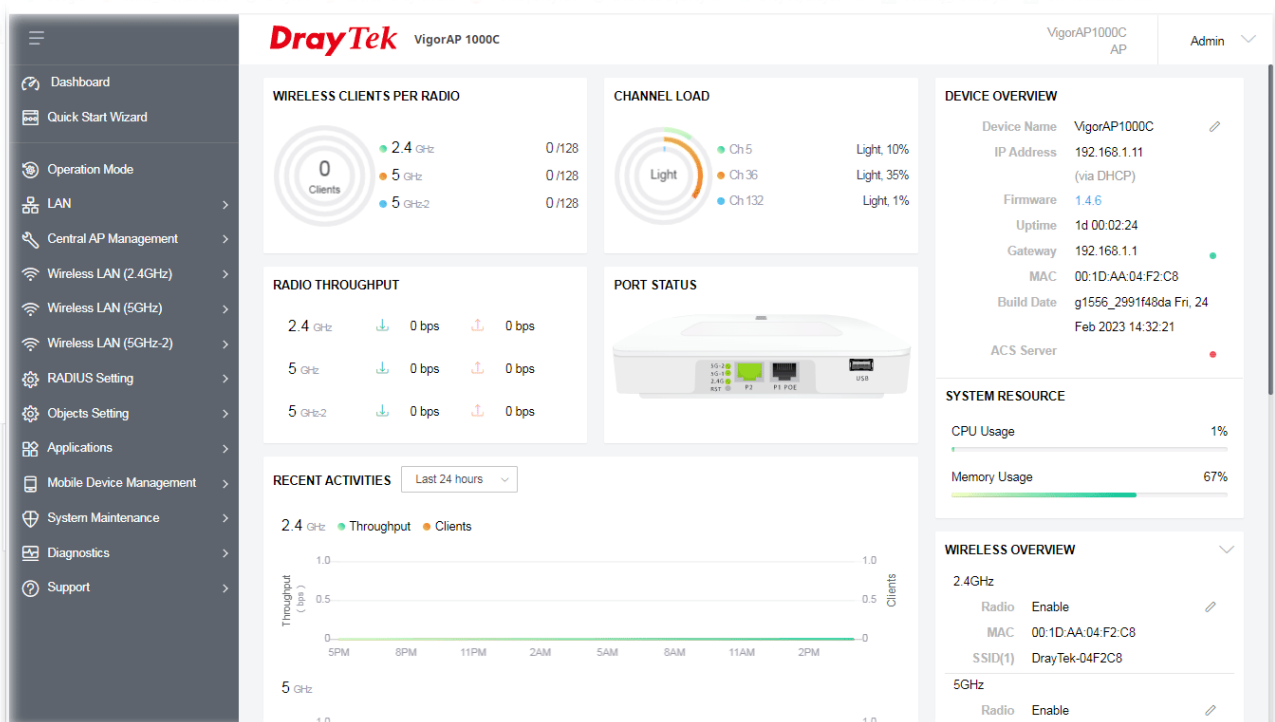 DrayTek VigorAP 1000C
VigorAP1000C
AP
Admin
Dashboard
Quick Start Wizard
Operation Mode
LAN
Central AP Management
Wireless LAN (2.4GHz)
Wireless LAN (5GHz)
Wireless LAN (5GHz-2)
RADIUS Setting
Objects Setting
Applications
Mobile Device Management
System Maintenance
Diagnostics
Support
WIRELESS CLIENTS PER RADIO
0
Clients
2.4 GHz 0 /128
5 GHz 0 /128
5 GHz-2 0 /128
CHANNEL LOAD
Light
Ch 5 Light, 10%
Ch 36 Light, 35%
Ch 132 Light, 1%
RADIO THROUGHPUT
2.4 GHz 0 bps 0 bps
5 GHz 0 bps 0 bps
5 GHz-2 0 bps 0 bps
PORT STATUS
5G-2
5G-1
2.4G
RST
P2
P1 POE
USB
RECENT ACTIVITIES Last 24 hours
2.4 GHz Throughput Clients
Throughput
( bps )
1.0
0.5
0
1.0
0.5
0
Clients
5PM 8PM 11PM 2AM 5AM 8AM 11AM 2PM
5 GHz
1.0 1.0
DEVICE OVERVIEW
Device Name VigorAP1000C
IP Address 192.168.1.11
(via DHCP)
Firmware 1.4.6
Uptime 1d 00:02:24
Gateway 192.168.1.1
MAC 00:1D:AA:04:F2:C8
Build Date g1556_2991f48da Fri, 24
Feb 2023 14:32:21
ACS Server
SYSTEM RESOURCE
CPU Usage 1%
Memory Usage 67%
WIRELESS OVERVIEW
2.4GHz
Radio Enable
MAC 00:1D:AA:04:F2:C8
SSID(1) DrayTek-04F2C8
5GHz
Radio Enable